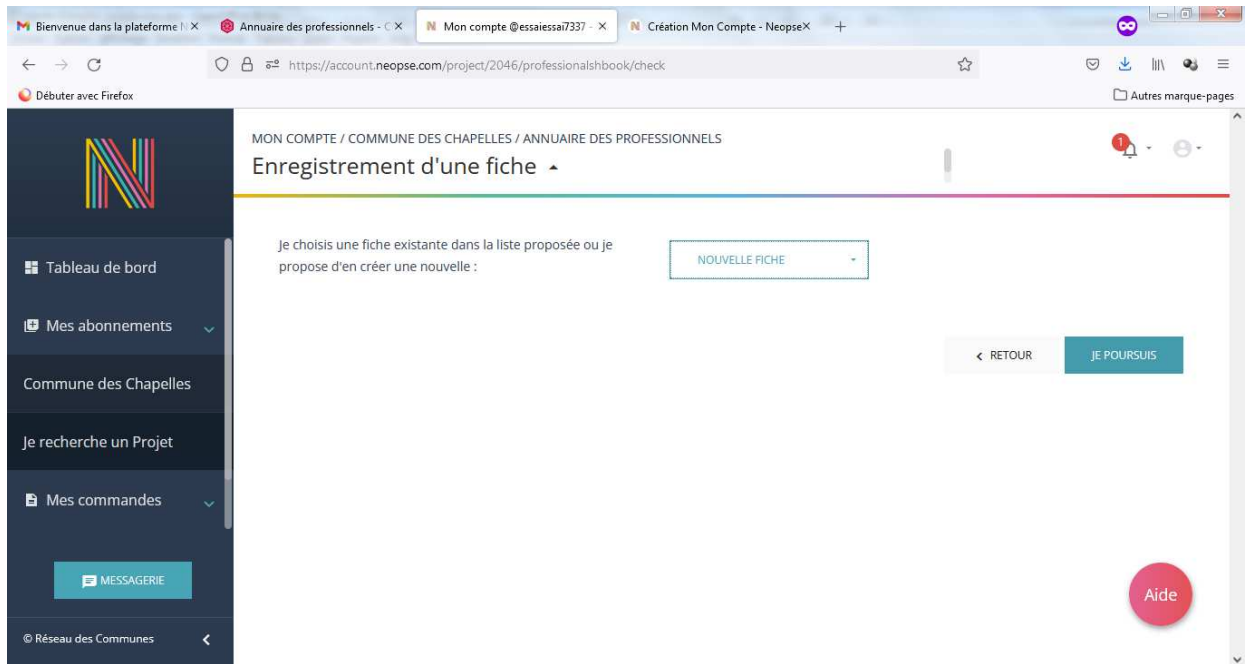 Bienvenue dans la plateforme N
Annuaire des professionnels - C
Mon compte @essaiessai7337 -
Création Mon Compte - Neopse
https://account.neopse.com/project/2046/professionalshbook/check
Débuter avec Firefox
Autres marque-pages
MON COMPTE / COMMUNE DES CHAPELLES / ANNUAIRE DES PROFESSIONNELS
Enregistrement d'une fiche
1
Je choisis une fiche existante dans la liste proposée ou je
propose d'en créer une nouvelle :
NOUVELLE FICHE
Tableau de bord
Mes abonnements
Commune des Chapelles
Je recherche un Projet
Mes commandes
MESSAGERIE
© Réseau des Communes
RETOUR
JE POURSUIS
Aide